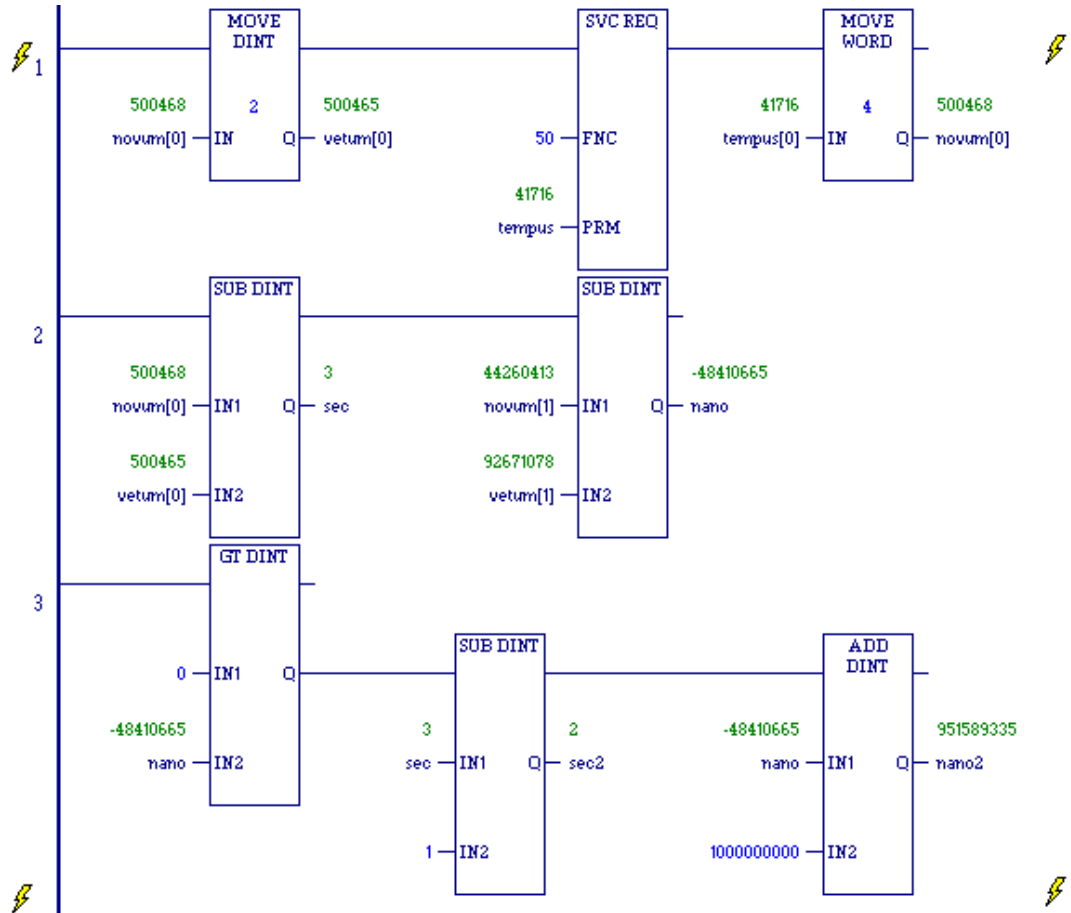 MOVE DINT
SVC REQ
MOVE WORD
1
500468 2 500465 41716 4 500468
novum[0] IN Q vetum[0] 50 FNC tempus[0] IN Q novum[0]
41716
tempus PRM
SUB DINT SUB DINT
2
500468 3 44260413 -48410665
novum[0] IN1 Q sec novum[1] IN1 Q nano
500465 92671078
vetum[0] IN2 vetum[1] IN2
GT DINT
3
SUB DINT ADD DINT
0 IN1 Q
-48410665 3 2 -48410665 951589335
nano IN2 sec IN1 Q sec2 nano IN1 Q nano2
1 IN2 1000000000 IN2